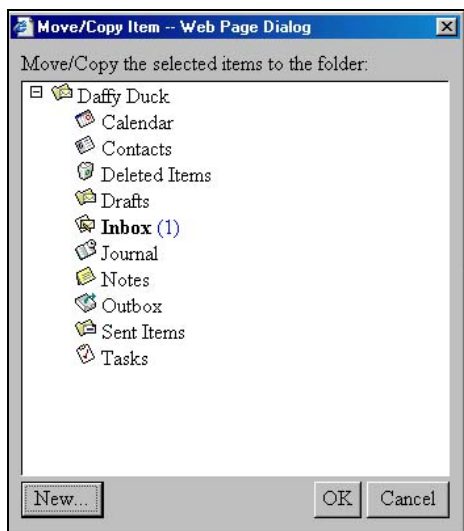 Move/Copy Item -- Web Page Dialog
Move/Copy the selected items to the folder:
Daffy Duck
Calendar
Contacts
Deleted Items
Drafts
Inbox (1)
Journal
Notes
Outbox
Sent Items
Tasks
New... OK Cancel